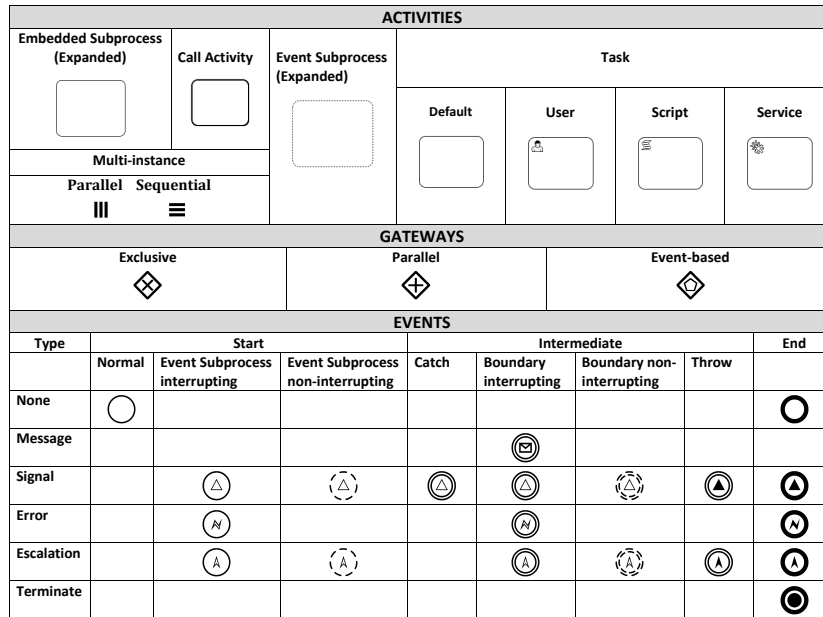 ACTIVITIES
Embedded Subprocess
(Expanded)
Call Activity
Event Subprocess
(Expanded)
Task
Default
User
Script
Service
Multi-instance
Parallel Sequential
GATEWAYS
Exclusive
Parallel
Event-based
EVENTS
Type
Start
Intermediate
End
Normal
Event Subprocess
interrupting
Event Subprocess
non-interrupting
Catch
Boundary
interrupting
Boundary non-
interrupting
Throw
None
Message
Signal
Error
Escalation
Terminate